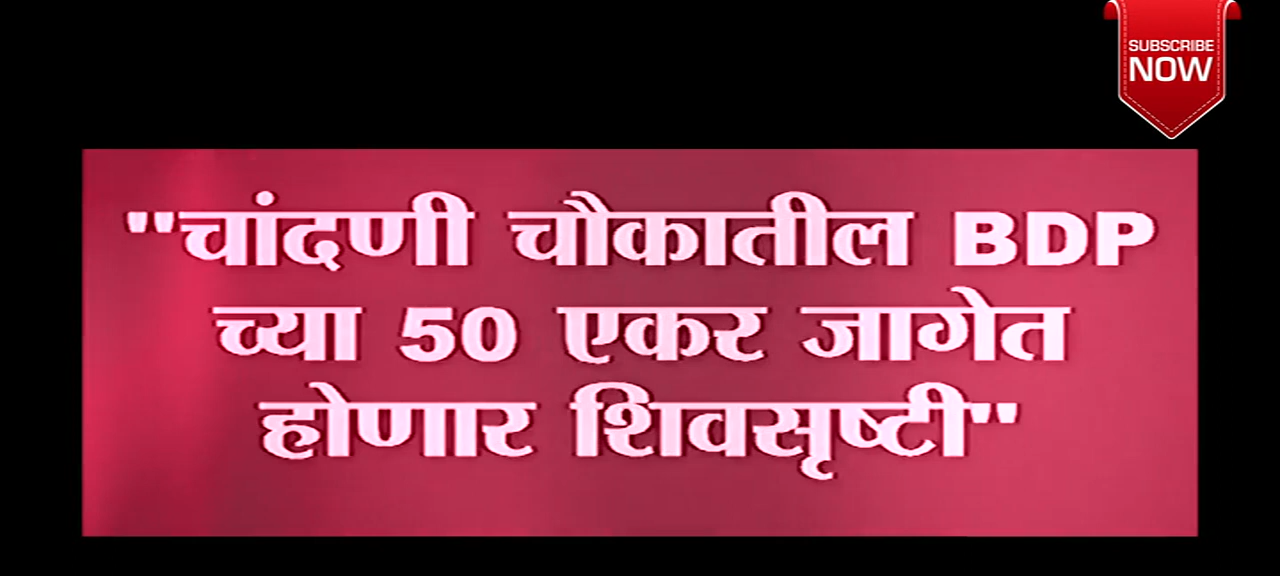 SUBSCRIBE
NOW
"चांदणी चौकातील BDP
च्या 50 एकर जागेत
होणार शिवसृष्टी"